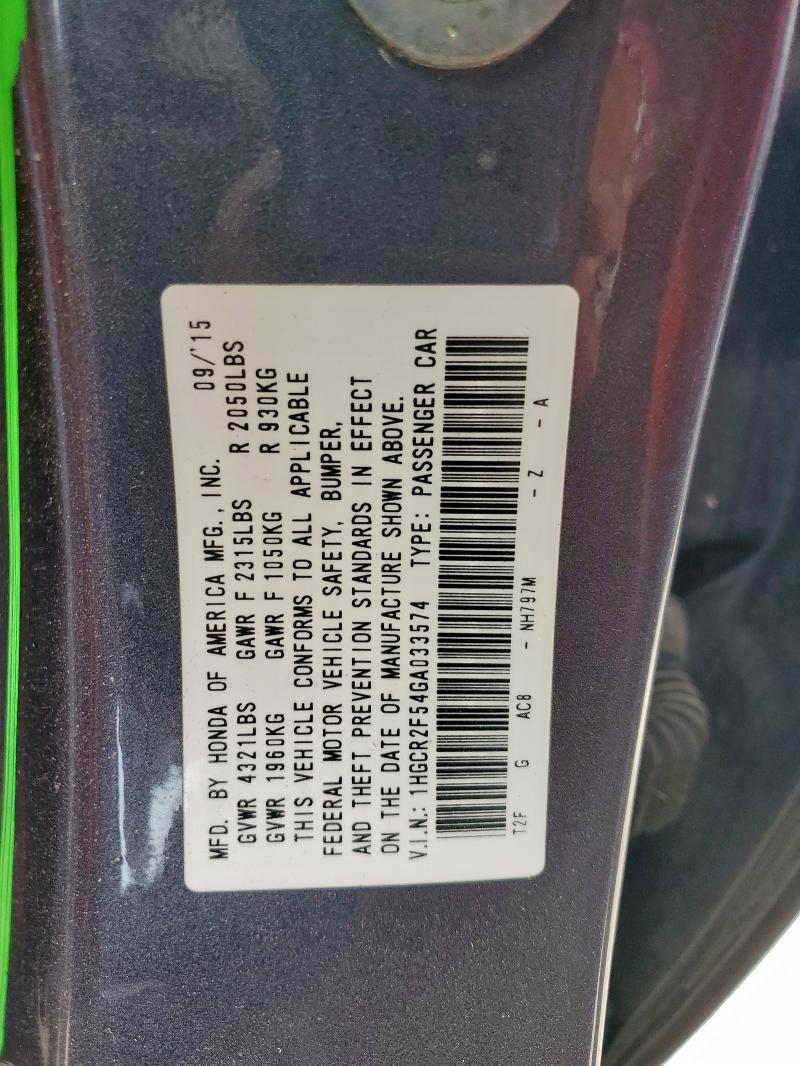 MFD. BY HONDA OF AMERICA MFG., INC. 09/'15
GVWR 4321LBS GAWR F 2315LBS R 2050LBS
GVWR 1960KG GAWR F 1050KG R 930KG
THIS VEHICLE CONFORMS TO ALL APPLICABLE
FEDERAL MOTOR VEHICLE SAFETY, BUMPER,
AND THEFT PREVENTION STANDARDS IN EFFECT
ON THE DATE OF MANUFACTURE SHOWN ABOVE.
V.I.N.: 1HGCR2F54GA033574 TYPE: PASSENGER CAR
T2F G AC8 - NH797M - Z - A